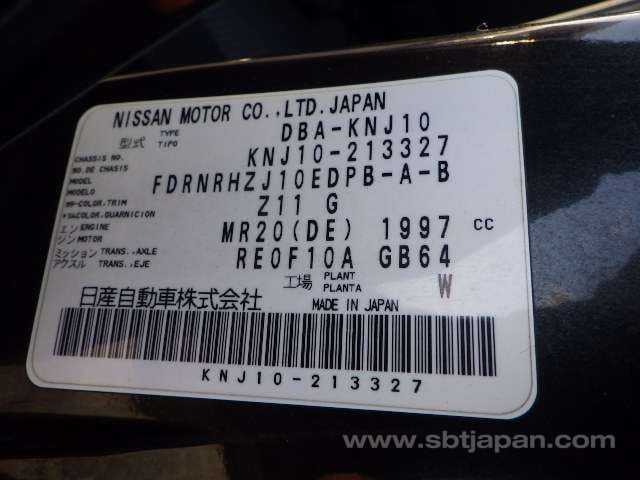 NISSAN MOTOR CO.,LTD.JAPAN
型式 TYPE TIPO DBA-KNJ10
CHASSIS NO. NO.DE CHASIS KNJ10-213327
MODEL MODELO FDRNRHZJ10EDPB-A-B
COLOR,TRIM COLOR,GUARNICION Z11 G
エンジン ENGINE MOTOR MR20(DE) 1997 cc
ミッション TRANS.,AXLE アクスル TRANS.,EJE RE0F10A GB64
工場 PLANT PLANTA W
日産自動車株式会社 MADE IN JAPAN
KNJ10-213327
www.sbtjapan.com